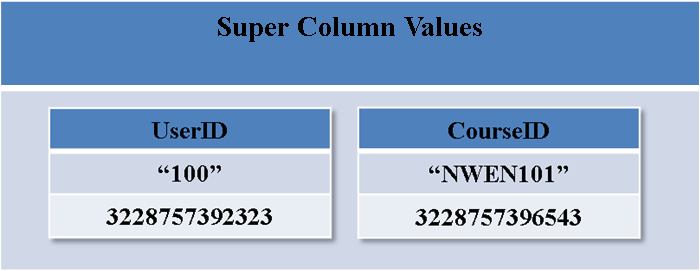 Super Column Values
UserID
“100”
3228757392323
CourseID
“NWEN101”
3228757396543